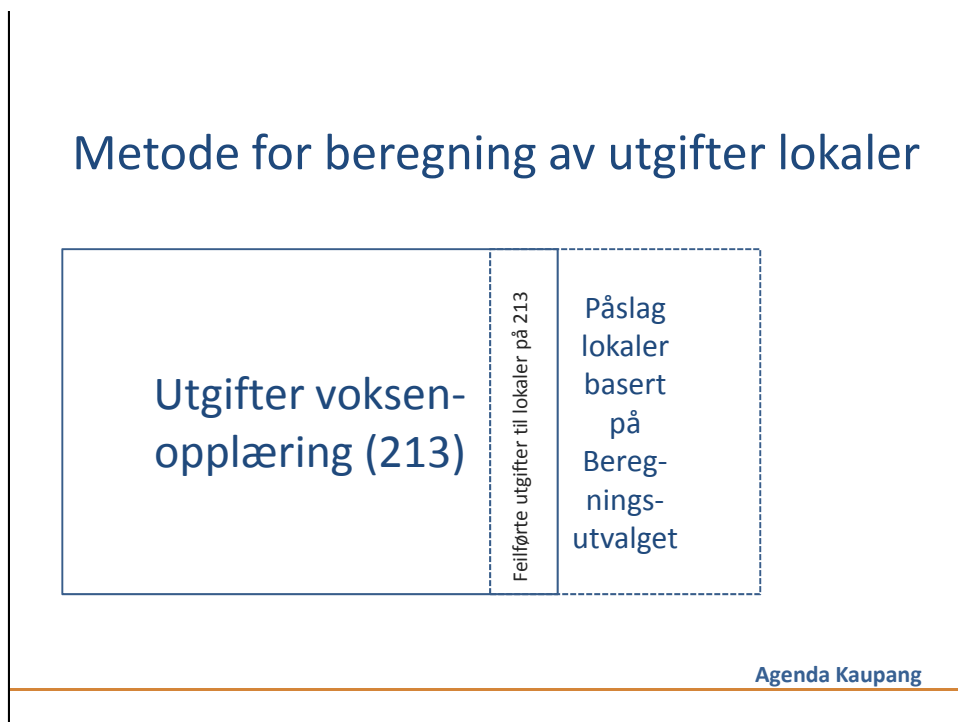 Metode for beregning av utgifter lokaler
Utgifter voksen-
opplæring (213)
Feilførte utgifter til lokaler på 213
Påslag
lokaler
basert
på
Bereg-
nings-
utvalget
Agenda Kaupang